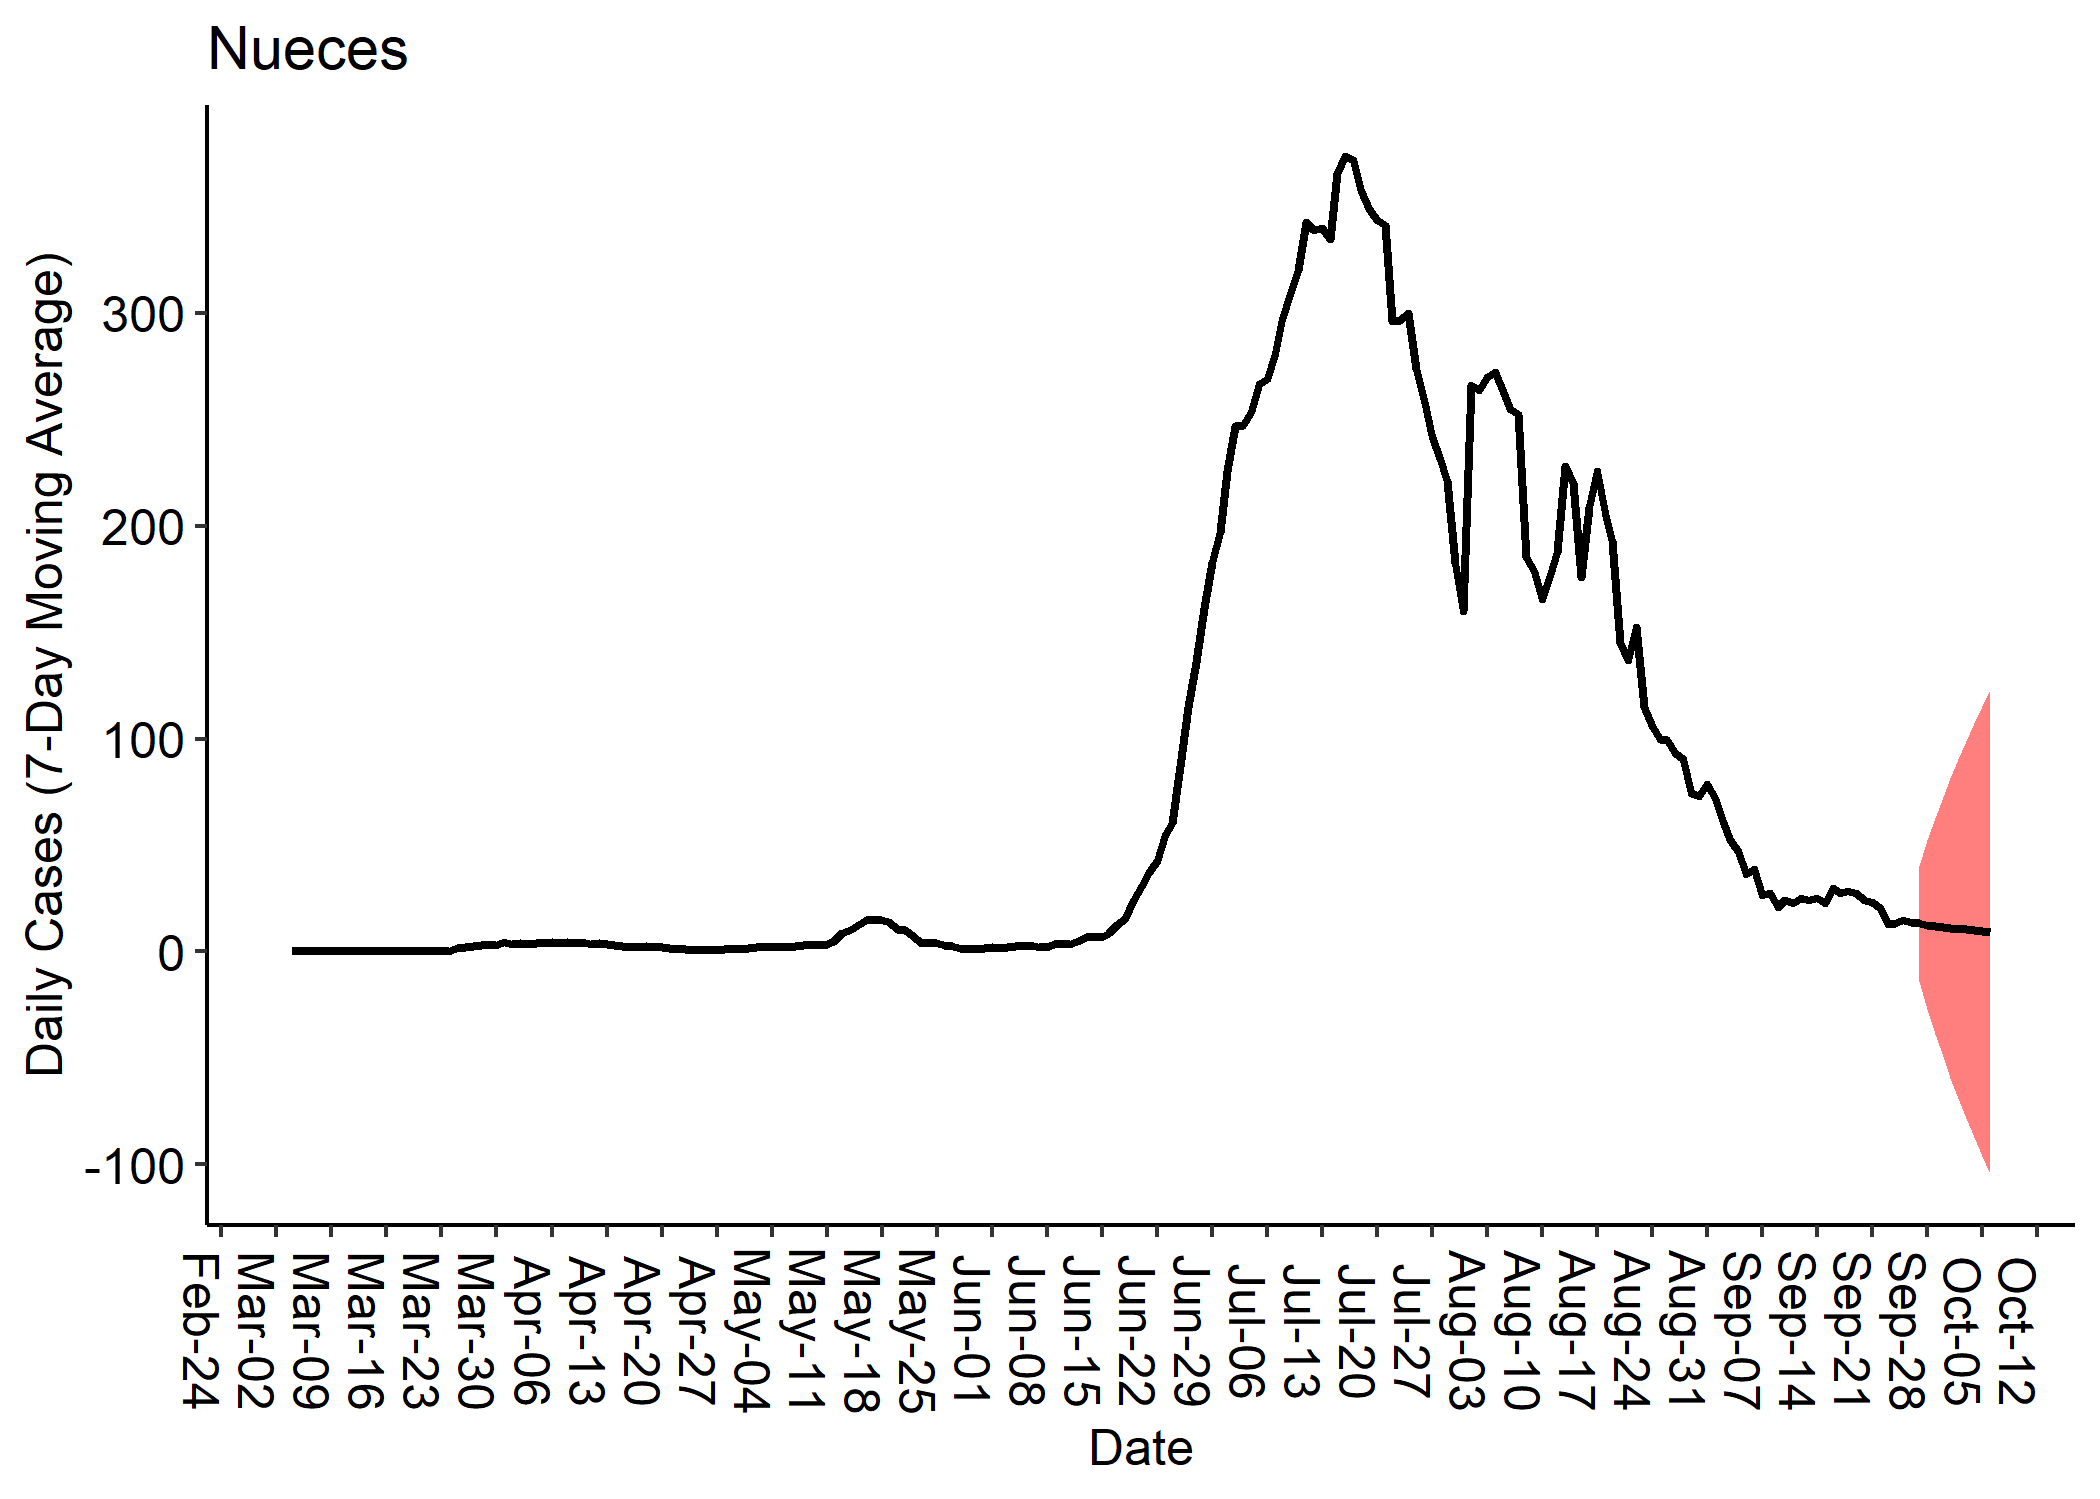 Nueces
Daily Cases (7-Day Moving Average)
300
200
100
0
-100
Feb-24
Mar-02
Mar-09
Mar-16
Mar-23
Mar-30
Apr-06
Apr-13
Apr-20
Apr-27
May-04
May-11
May-18
May-25
Jun-01
Jun-08
Jun-15
Jun-22
Jun-29
Jul-06
Jul-13
Jul-20
Jul-27
Aug-03
Aug-10
Aug-17
Aug-24
Aug-31
Sep-07
Sep-14
Sep-21
Sep-28
Oct-05
Oct-12
Date